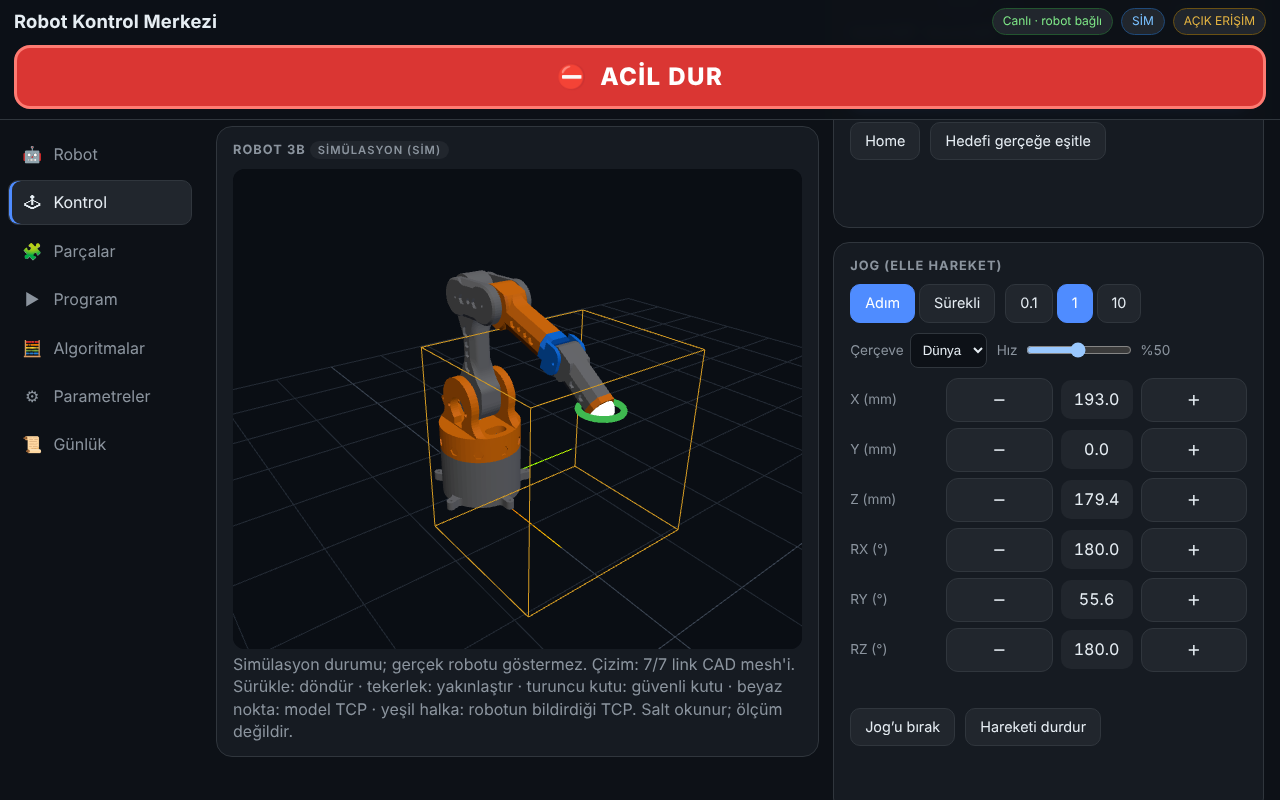 Robot Kontrol Merkezi
Canlı · robot bağlı
SİM
AÇIK ERİŞİM
ACİL DUR
Robot
Kontrol
Parçalar
Program
Algoritmalar
Parametreler
Günlük
ROBOT 3B SİMÜLASYON (SİM)
Simülasyon durumu; gerçek robotu göstermez. Çizim: 7/7 link CAD mesh'i.
Sürükle: döndür · tekerlek: yakınlaştır · turuncu kutu: güvenli kutu · beyaz
nokta: model TCP · yeşil halka: robotun bildirdiği TCP. Salt okunur; ölçüm
değildir.
Home
Hedefi gerçeğe eşitle
JOG (ELLE HAREKET)
Adım Sürekli 0.1 1 10
Çerçeve Dünya Hız %50
X (mm) − 193.0 +
Y (mm) − 0.0 +
Z (mm) − 179.4 +
RX (°) − 180.0 +
RY (°) − 55.6 +
RZ (°) − 180.0 +
Jog’u bırak
Hareketi durdur